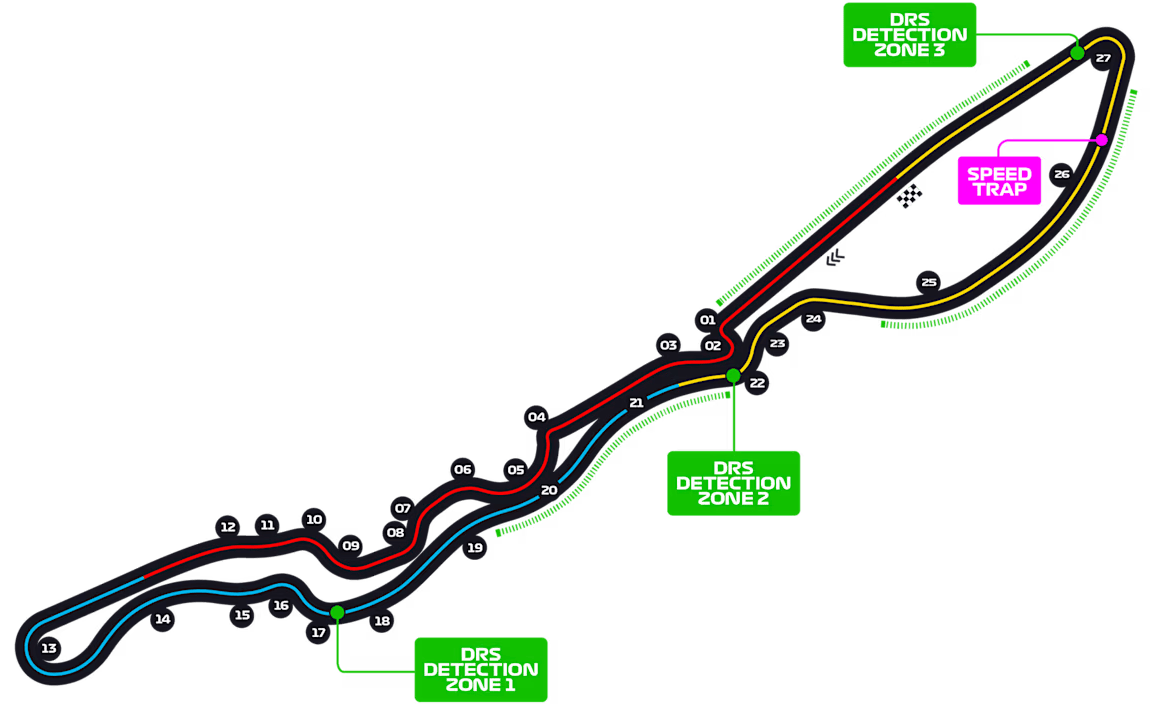 DRS
DETECTION
ZONE 3
27
SPEED
TRAP
26
25
01
24
03
02
23
22
21
04
DRS
DETECTION
ZONE 2
06
05
20
07
12
11
10
08
09
19
16
15
14
18
17
13
DRS
DETECTION
ZONE 1